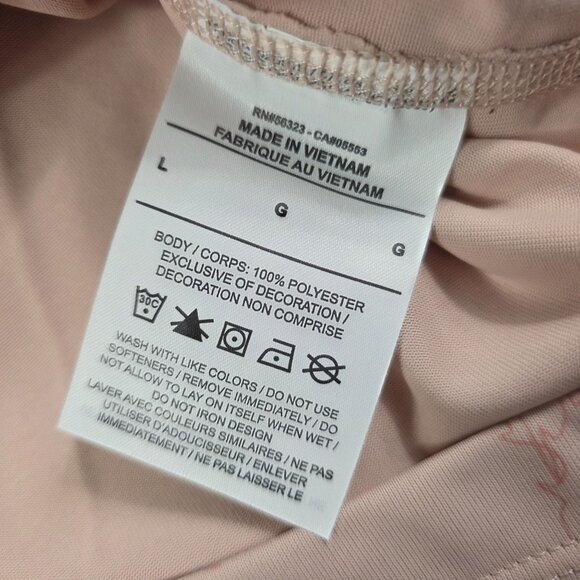 RN#56323 - CA#05553
MADE IN VIETNAM
FABRIQUE AU VIETNAM
L G G
BODY / CORPS: 100% POLYESTER
EXCLUSIVE OF DECORATION /
DECORATION NON COMPRISE
30C
WASH WITH LIKE COLORS / DO NOT USE
SOFTENERS / REMOVE IMMEDIATELY / DO
NOT ALLOW TO LAY ON ITSELF WHEN WET /
DO NOT IRON DESIGN
LAVER AVEC COULEURS SIMILAIRES / NE PAS
UTILISER D'ADOUCISSEUR / ENLEVER
IMMEDIATEMENT / NE PAS LAISSER LE